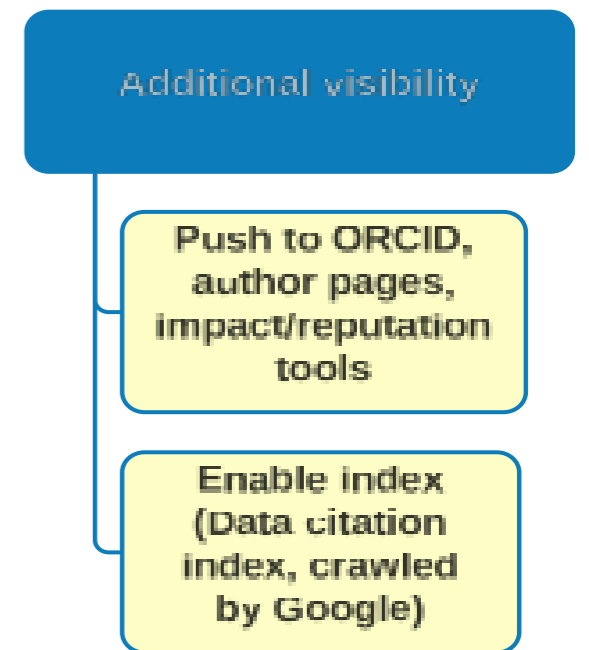 Additional visibility
Push to ORCID,
author pages,
impact/reputation
tools
Enable index
(Data citation
index, crawled
by Google)